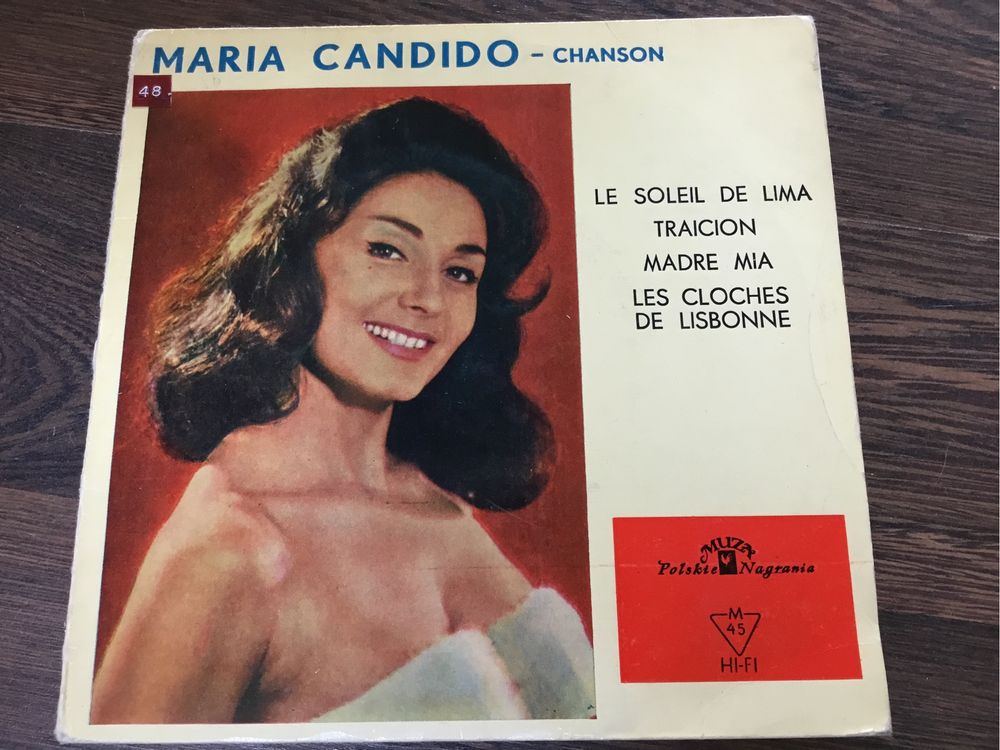 MARIA CANDIDO - CHANSON
48.
LE SOLEIL DE LIMA
TRAICION
MADRE MIA
LES CLOCHES
DE LISBONNE
MUZA
Polskie Nagrania
M
45
HI-FI